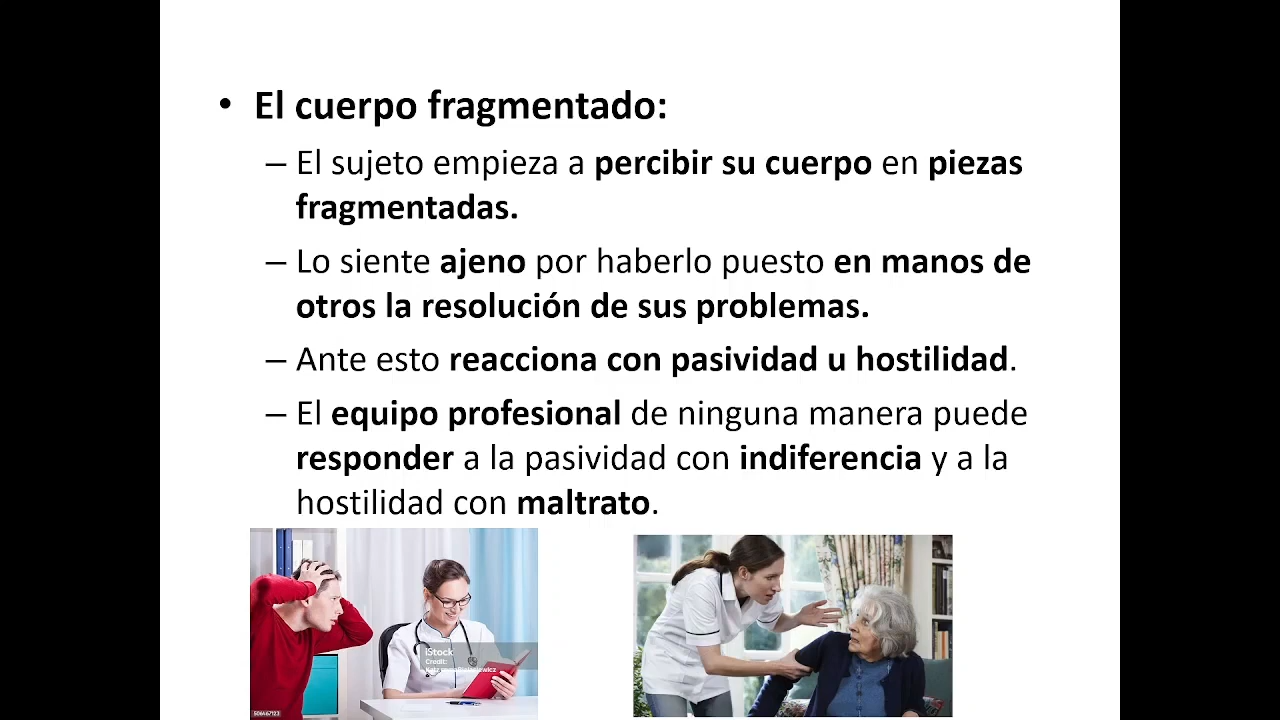 • El cuerpo fragmentado:
– El sujeto empieza a percibir su cuerpo en piezas
fragmentadas.
– Lo siente ajeno por haberlo puesto en manos de
otros la resolución de sus problemas.
– Ante esto reacciona con pasividad u hostilidad.
– El equipo profesional de ninguna manera puede
responder a la pasividad con indiferencia y a la
hostilidad con maltrato.
iStock
Credit: